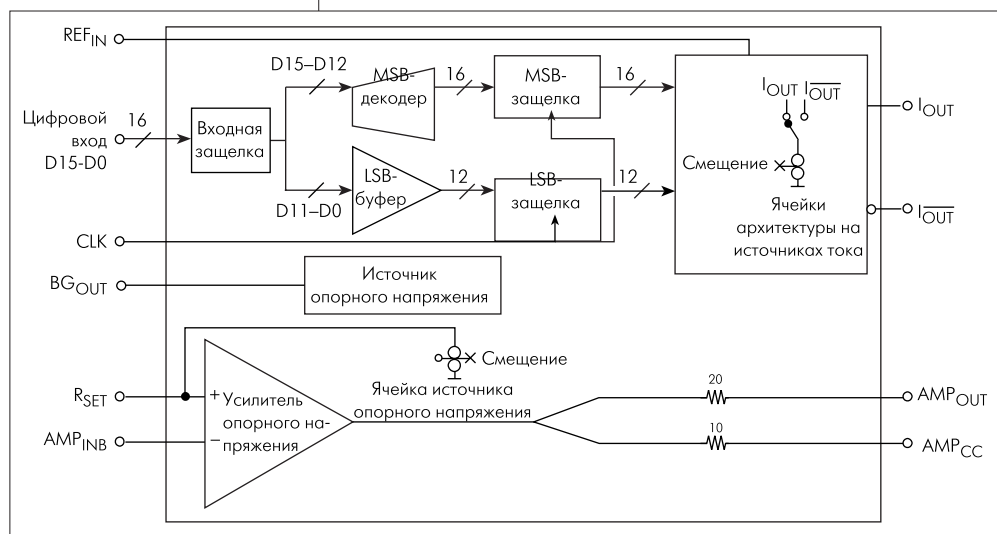 REF_IN
D15–D12
MSB-
декодер
16
MSB-
защелка
16
I_OUT I_O̅U̅T̅
I_OUT
Цифровой
вход
D15-D0
16
Входная
защелка
Смещение
LSB-
буфер
12
LSB-
защелка
12
D11–D0
Ячейки
архитектуры на
источниках тока
I_O̅U̅T̅
CLK
BG_OUT
Источник
опорного напряжения
Смещение
Ячейка источника
опорного напряжения
R_SET
+
Усилитель
опорного на-
пряжения
–
AMP_INB
20
AMP_OUT
10
AMP_CC